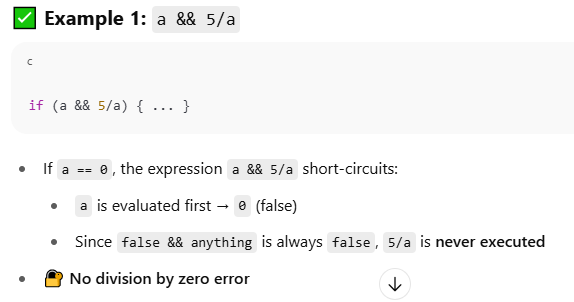 Example 1: a && 5/a
c
if (a && 5/a) { ... }
If a == 0, the expression a && 5/a short-circuits:
a is evaluated first → 0 (false)
Since false && anything is always false, 5/a is never executed
No division by zero error